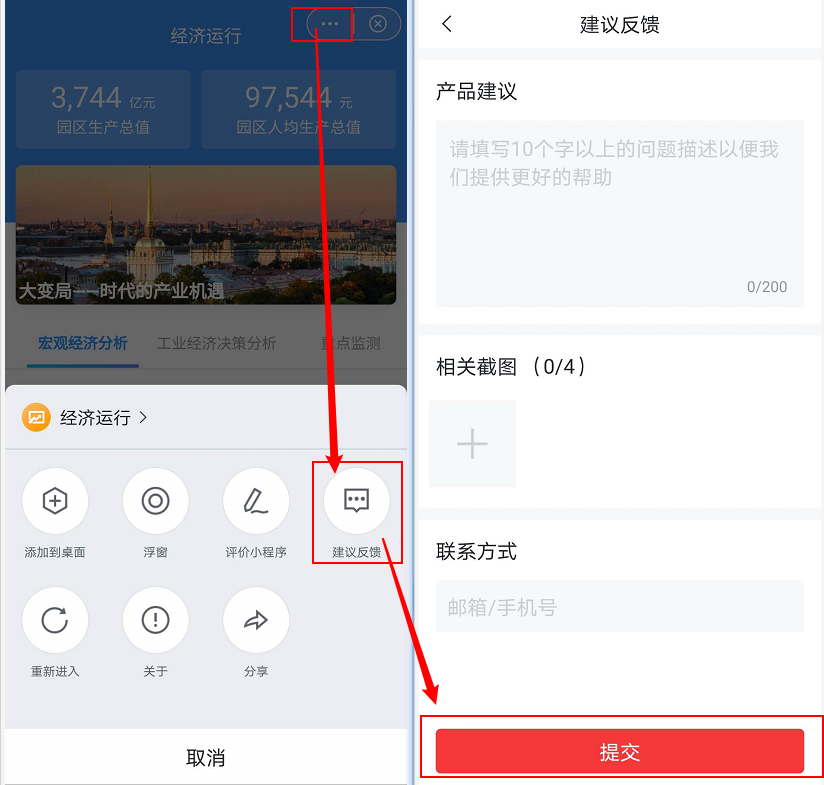 经济运行
3,744 亿元
园区生产总值
97,544 元
园区人均生产总值
大变局——时代的产业机遇
宏观经济分析
工业经济决策分析
重点监测
经济运行
添加到桌面
浮窗
评价小程序
建议反馈
重新进入
关于
分享
取消
建议反馈
产品建议
请填写10个字以上的问题描述以便我
们提供更好的帮助
0/200
相关截图（0/4）
联系方式
邮箱/手机号
提交